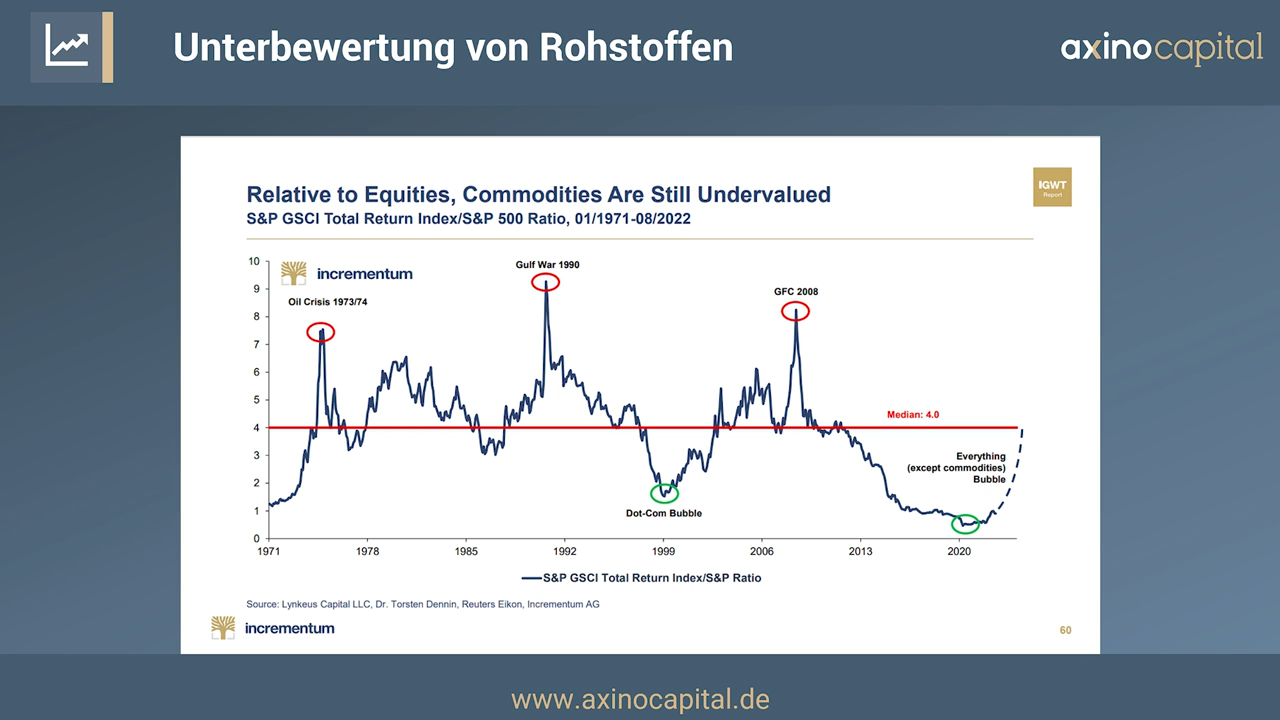 Unterbewertung von Rohstoffen
axinocapital
Relative to Equities, Commodities Are Still Undervalued
S&P GSCI Total Return Index/S&P 500 Ratio, 01/1971-08/2022
IGWT
Report
incrementum
Oil Crisis 1973/74
Gulf War 1990
GFC 2008
Median: 4.0
Everything
(except commodities)
Bubble
Dot-Com Bubble
10
9
8
7
6
5
4
3
2
1
0
1971 1978 1985 1992 1999 2006 2013 2020
S&P GSCI Total Return Index/S&P Ratio
Source: Lynkeus Capital LLC, Dr. Torsten Dennin, Reuters Eikon, Incrementum AG
incrementum
60
www.axinocapital.de